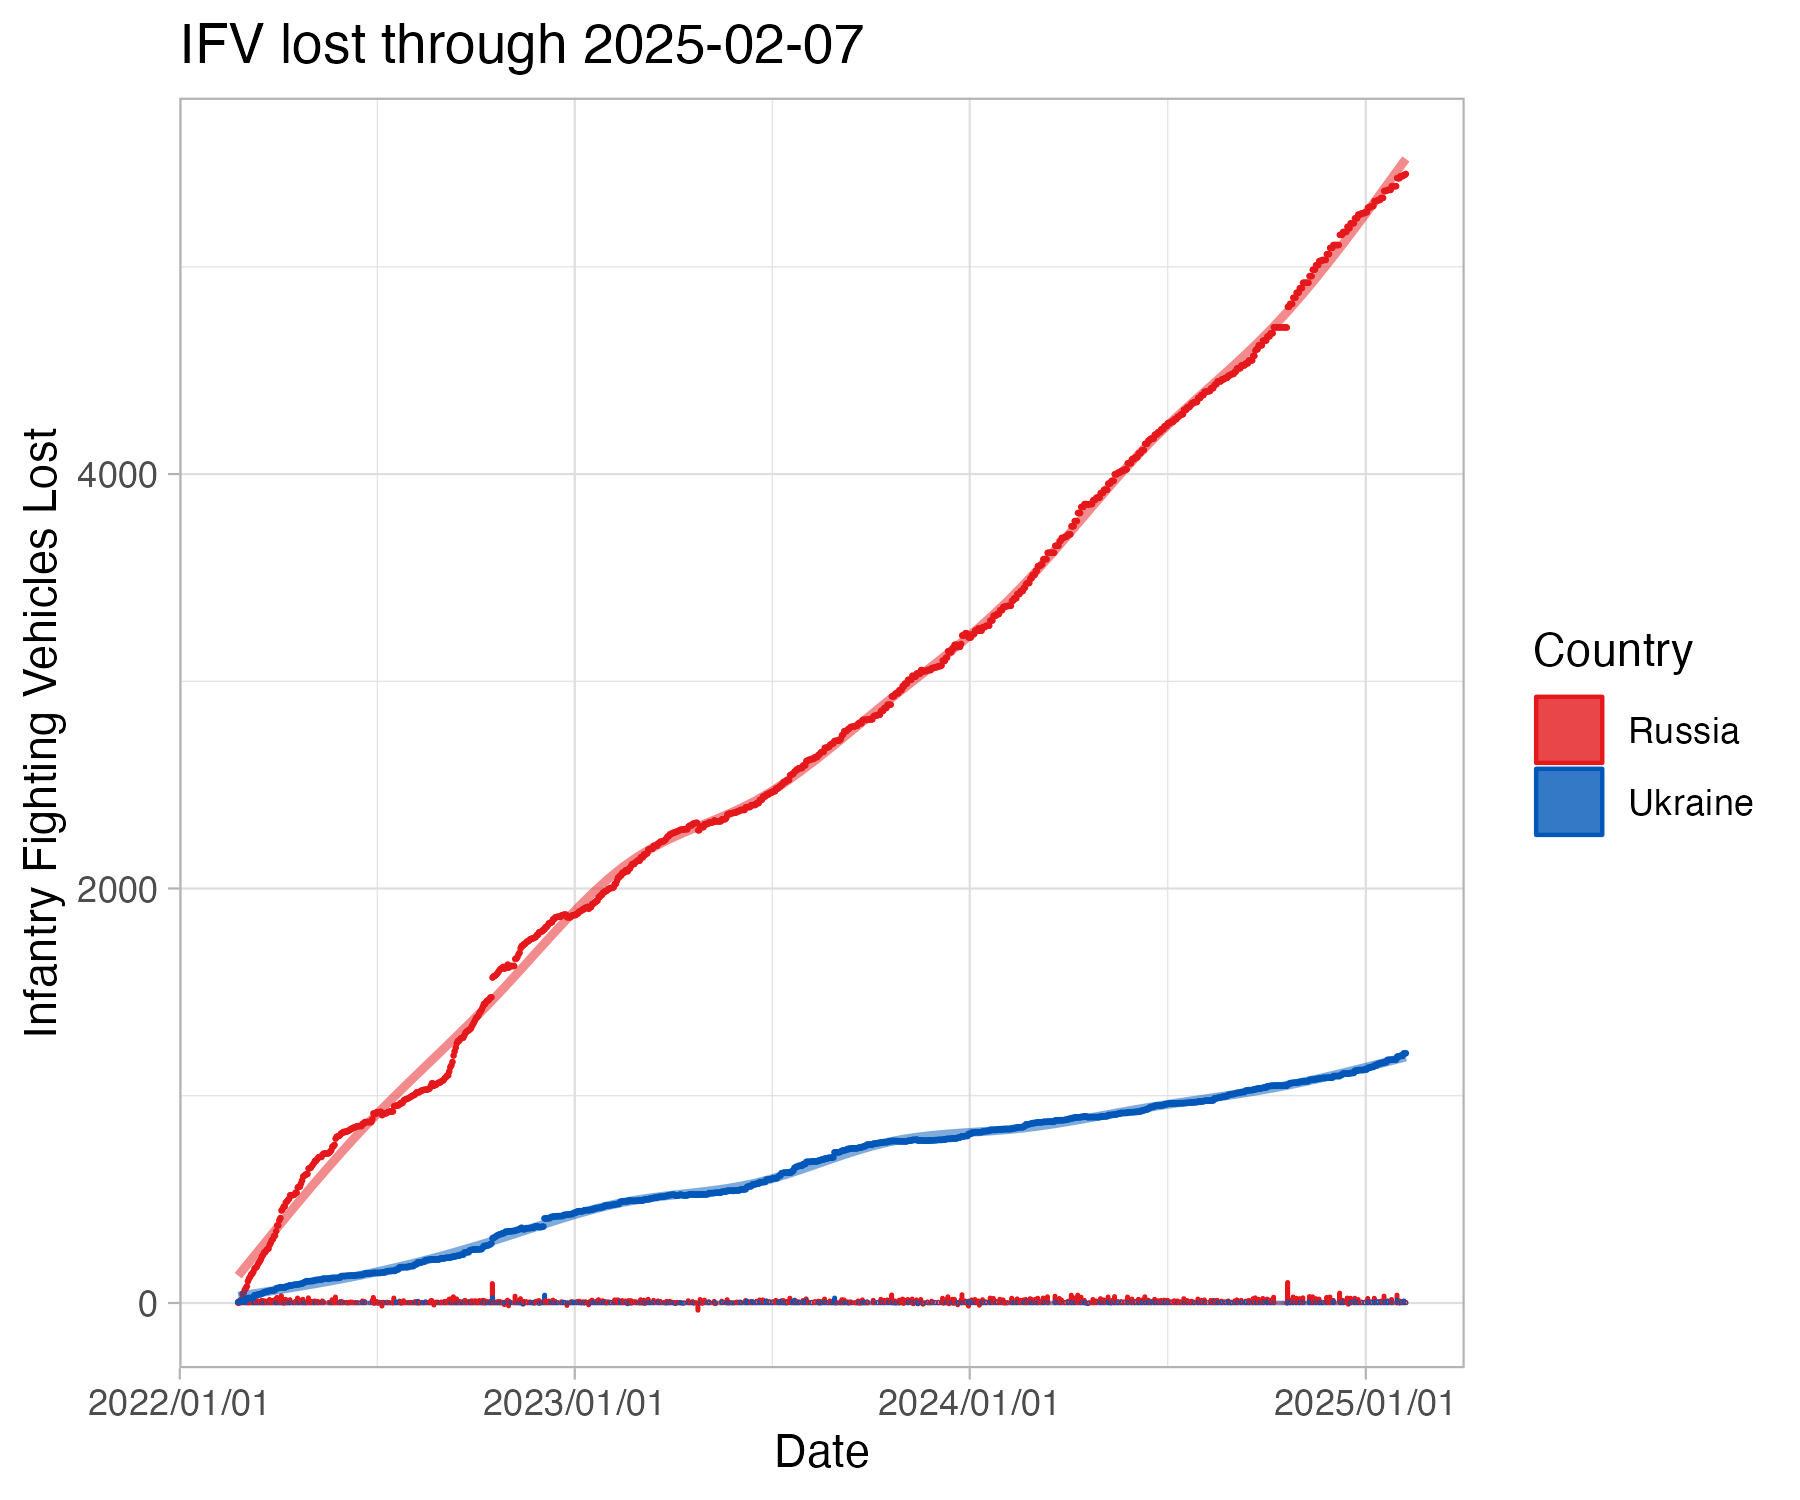 IFV lost through 2025-02-07
Infantry Fighting Vehicles Lost
4000
2000
0
2022/01/01
2023/01/01
2024/01/01
2025/01/01
Date
Country
Russia
Ukraine